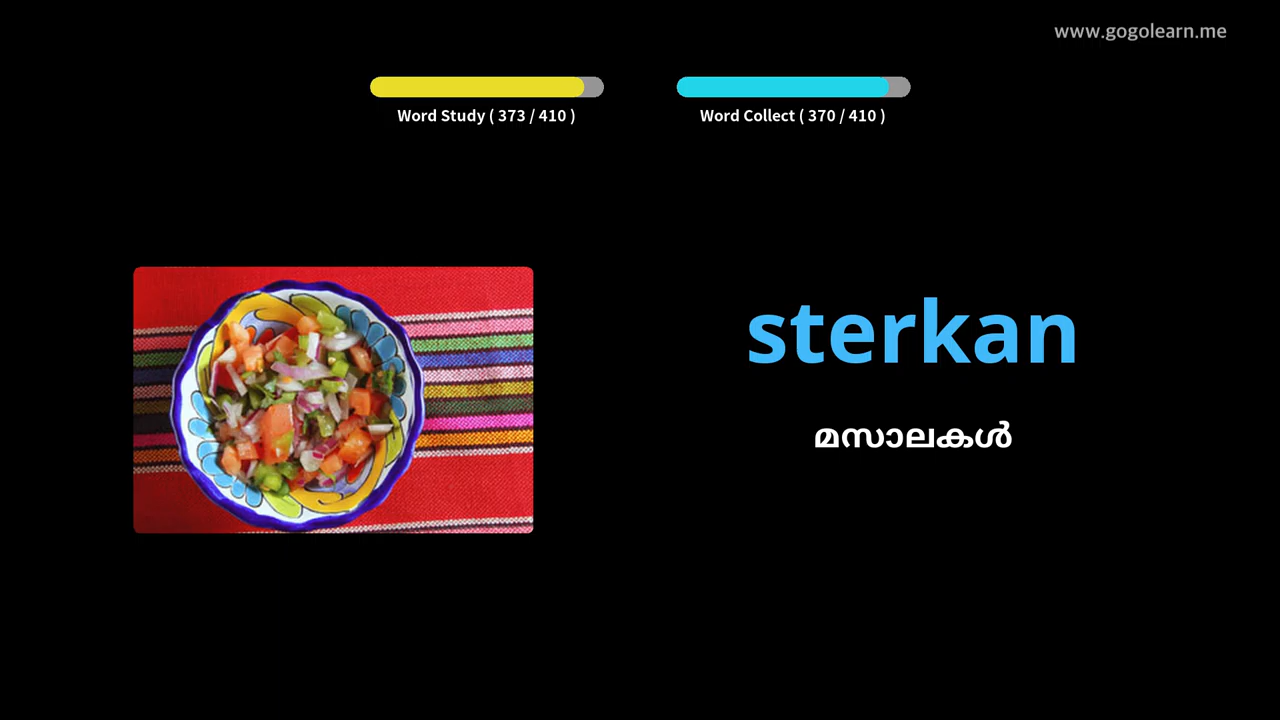 www.gogolearn.me
Word Study ( 373 / 410 )
Word Collect ( 370 / 410 )
sterkan
മസാലകൾ